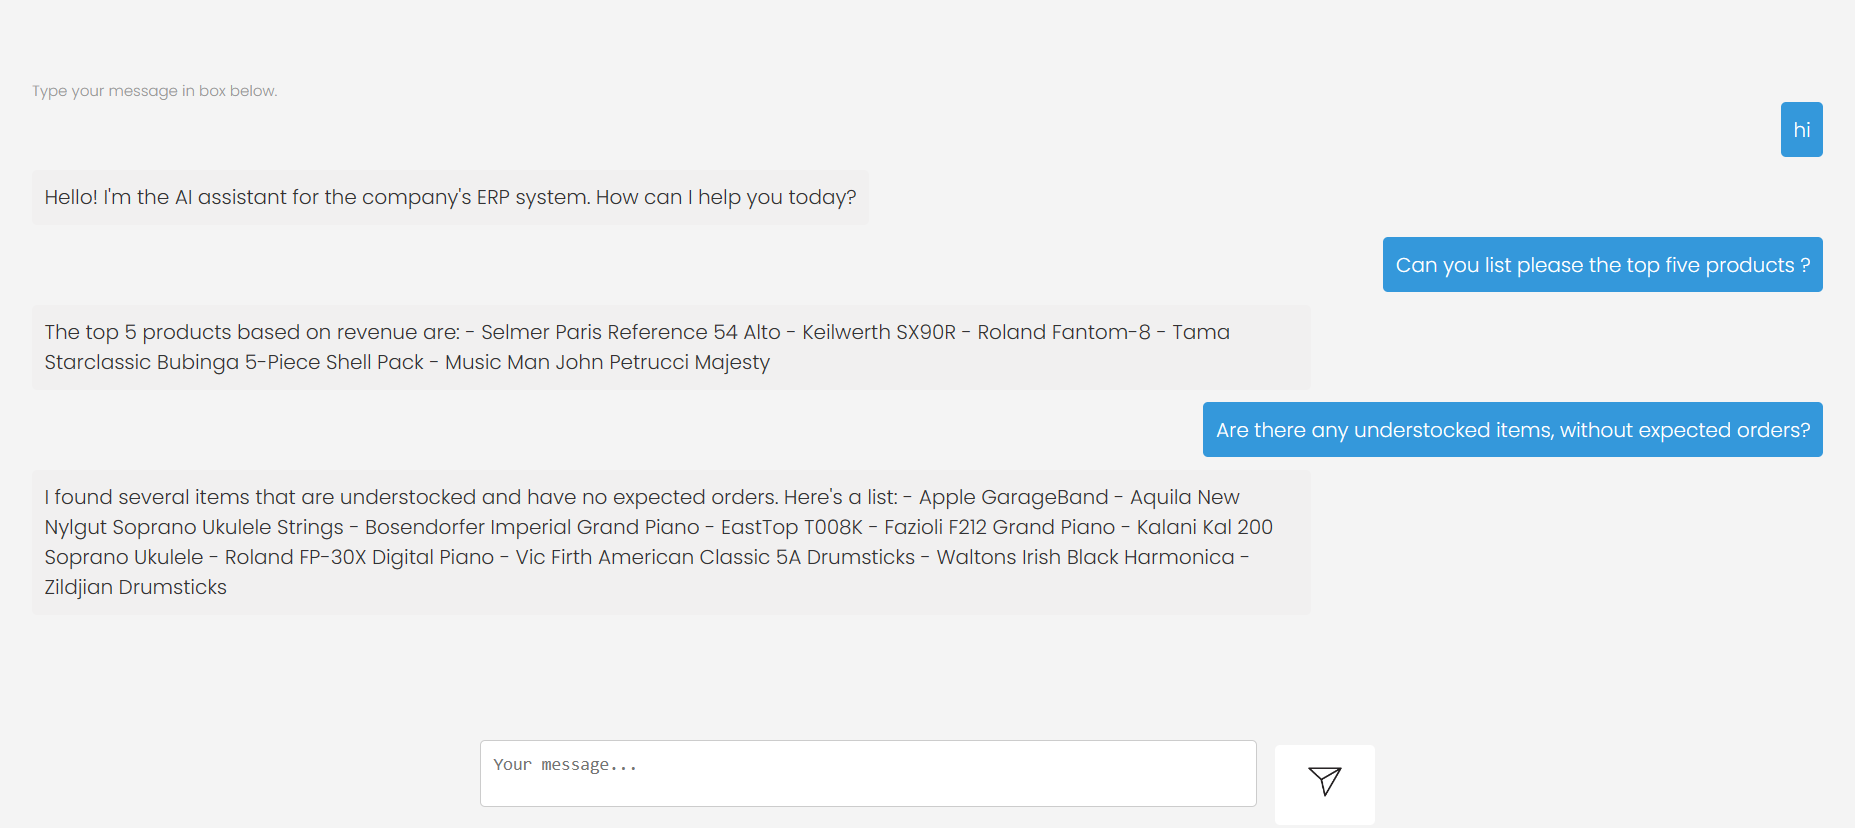 Type your message in box below.
hi
Hello! I'm the AI assistant for the company's ERP system. How can I help you today?
Can you list please the top five products ?
The top 5 products based on revenue are: - Selmer Paris Reference 54 Alto - Keilwerth SX90R - Roland Fantom-8 - Tama
Starclassic Bubinga 5-Piece Shell Pack - Music Man John Petrucci Majesty
Are there any understocked items, without expected orders?
I found several items that are understocked and have no expected orders. Here's a list: - Apple GarageBand - Aquila New
Nylgut Soprano Ukulele Strings - Bosendorfer Imperial Grand Piano - EastTop T008K - Fazioli F212 Grand Piano - Kalani Kal 200
Soprano Ukulele - Roland FP-30X Digital Piano - Vic Firth American Classic 5A Drumsticks - Waltons Irish Black Harmonica -
Zildjian Drumsticks
Your message...